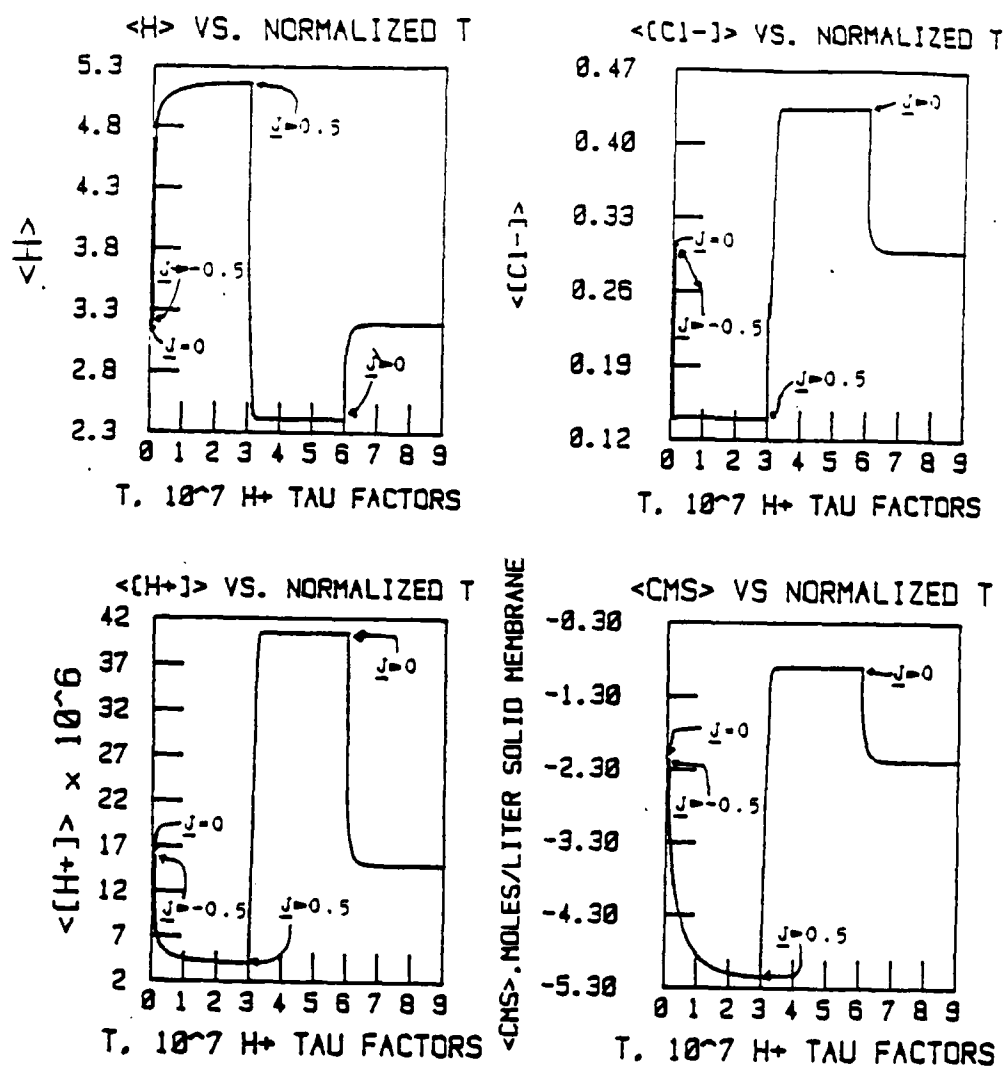 <H> VS. NORMALIZED T
5.3
4.8
4.3
3.8
3.3
2.8
2.3
<H>
J=0.5
J=-0.5
J=0
J=0
0 1 2 3 4 5 6 7 8 9
T. 10^7 H+ TAU FACTORS
<[Cl-]> VS. NORMALIZED T
0.47
0.40
0.33
0.26
0.19
0.12
<[Cl-]>
J=0
J=0
J=-0.5
J=0.5
0 1 2 3 4 5 6 7 8 9
T. 10^7 H+ TAU FACTORS
<[H+]> VS. NORMALIZED T
42
37
32
27
22
17
12
7
2
<[H+]> x 10^6
J=0
J=0
J=-0.5
J=0.5
0 1 2 3 4 5 6 7 8 9
T. 10^7 H+ TAU FACTORS
<CMS> VS NORMALIZED T
-0.30
-1.30
-2.30
-3.30
-4.30
-5.30
<CMS>.MOLES/LITER SOLID MEMBRANE
J=0
J=0
J=-0.5
J=0.5
0 1 2 3 4 5 6 7 8 9
T. 10^7 H+ TAU FACTORS